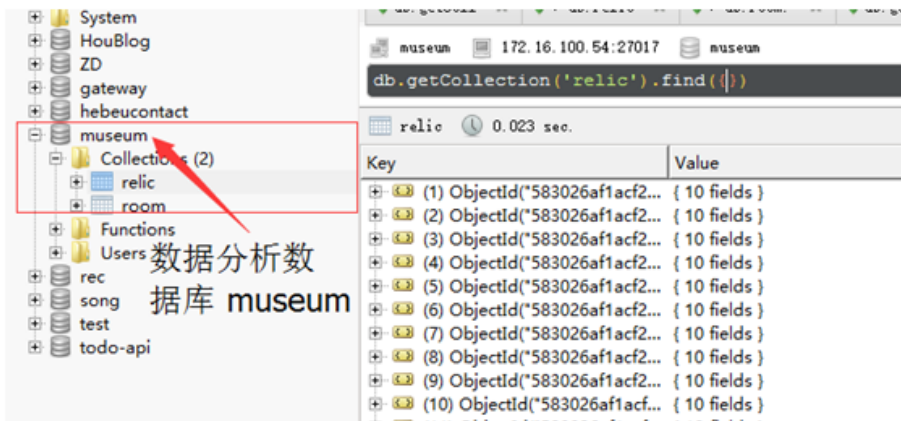 System
HouBlog
ZD
gateway
hebeucontact
museum
Collections (2)
relic
room
Functions
Users
rec
song
test
todo-api
数据分析数
据库 museum
museum 172.16.100.54:27017 museum
db.getCollection('relic').find({})
relic 0.023 sec.
Key Value
(1) ObjectId("583026af1acf2... { 10 fields }
(2) ObjectId("583026af1acf2... { 10 fields }
(3) ObjectId("583026af1acf2... { 10 fields }
(4) ObjectId("583026af1acf2... { 10 fields }
(5) ObjectId("583026af1acf2... { 10 fields }
(6) ObjectId("583026af1acf2... { 10 fields }
(7) ObjectId("583026af1acf2... { 10 fields }
(8) ObjectId("583026af1acf2... { 10 fields }
(9) ObjectId("583026af1acf2... { 10 fields }
(10) ObjectId("583026af1acf... { 10 fields }